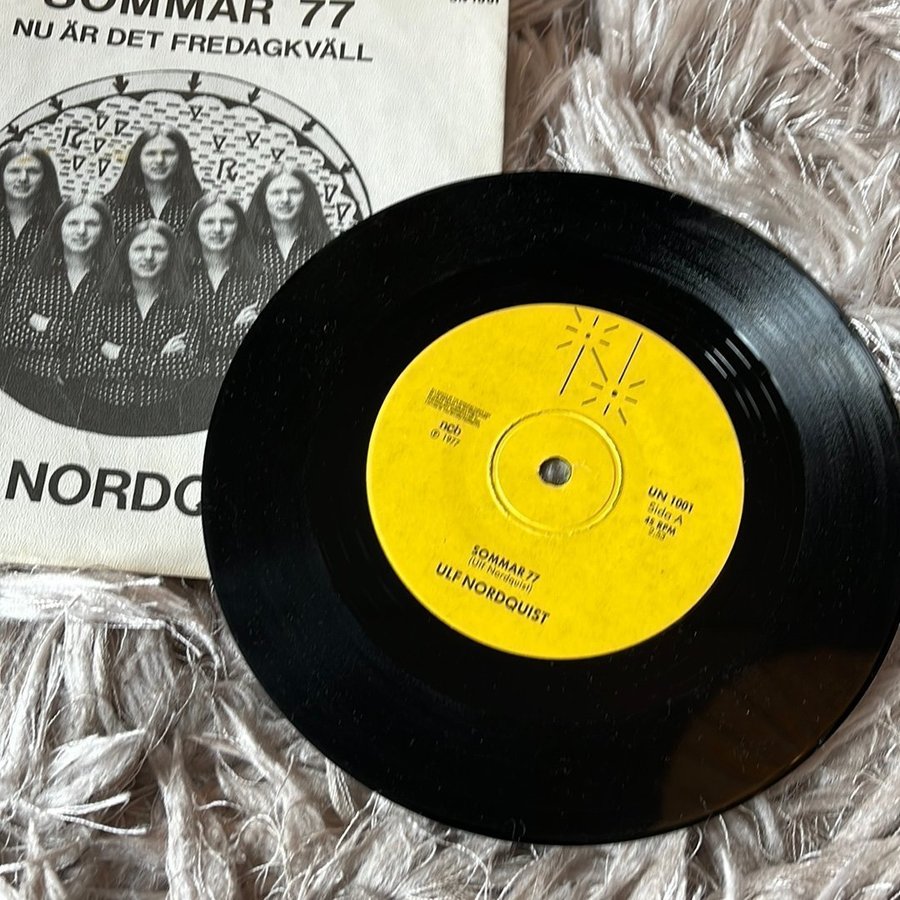 SOMMAR 77
NU ÄR DET FREDAGKVÄLL
NORDQ
ncb
℗ 1977
UN 1001
Sida A
45 RPM
SOMMAR 77
(Ulf Nordquist)
ULF NORDQUIST